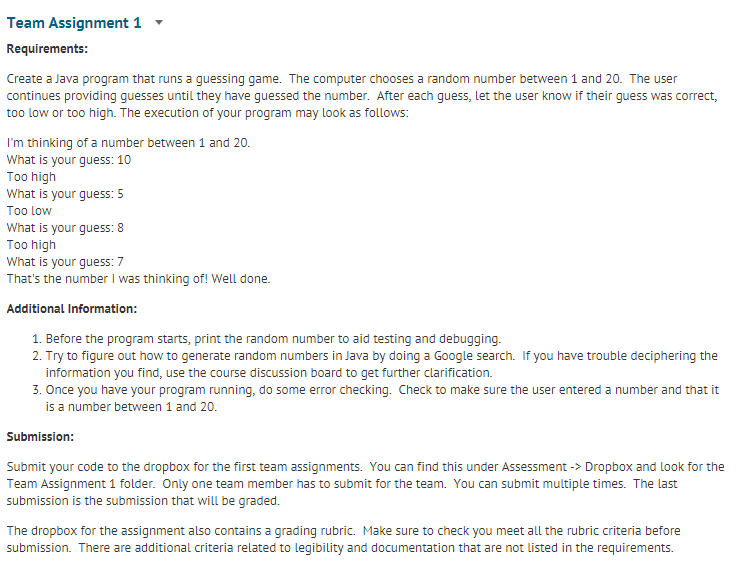 Team Assignment 1
Requirements:
Create a Java program that runs a guessing game. The computer chooses a random number between 1 and 20. The user
continues providing guesses until they have guessed the number. After each guess, let the user know if their guess was correct,
too low or too high. The execution of your program may look as follows:
I'm thinking of a number between 1 and 20.
What is your guess: 10
Too high
What is your guess: 5
Too low
What is your guess: 8
Too high
What is your guess: 7
That's the number I was thinking of! Well done.
Additional Information:
1. Before the program starts, print the random number to aid testing and debugging.
2. Try to figure out how to generate random numbers in Java by doing a Google search. If you have trouble deciphering the
information you find, use the course discussion board to get further clarification.
3. Once you have your program running, do some error checking. Check to make sure the user entered a number and that it
is a number between 1 and 20.
Submission:
Submit your code to the dropbox for the first team assignments. You can find this under Assessment -> Dropbox and look for the
Team Assignment 1 folder. Only one team member has to submit for the team. You can submit multiple times. The last
submission is the submission that will be graded.
The dropbox for the assignment also contains a grading rubric. Make sure to check you meet all the rubric criteria before
submission. There are additional criteria related to legibility and documentation that are not listed in the requirements.